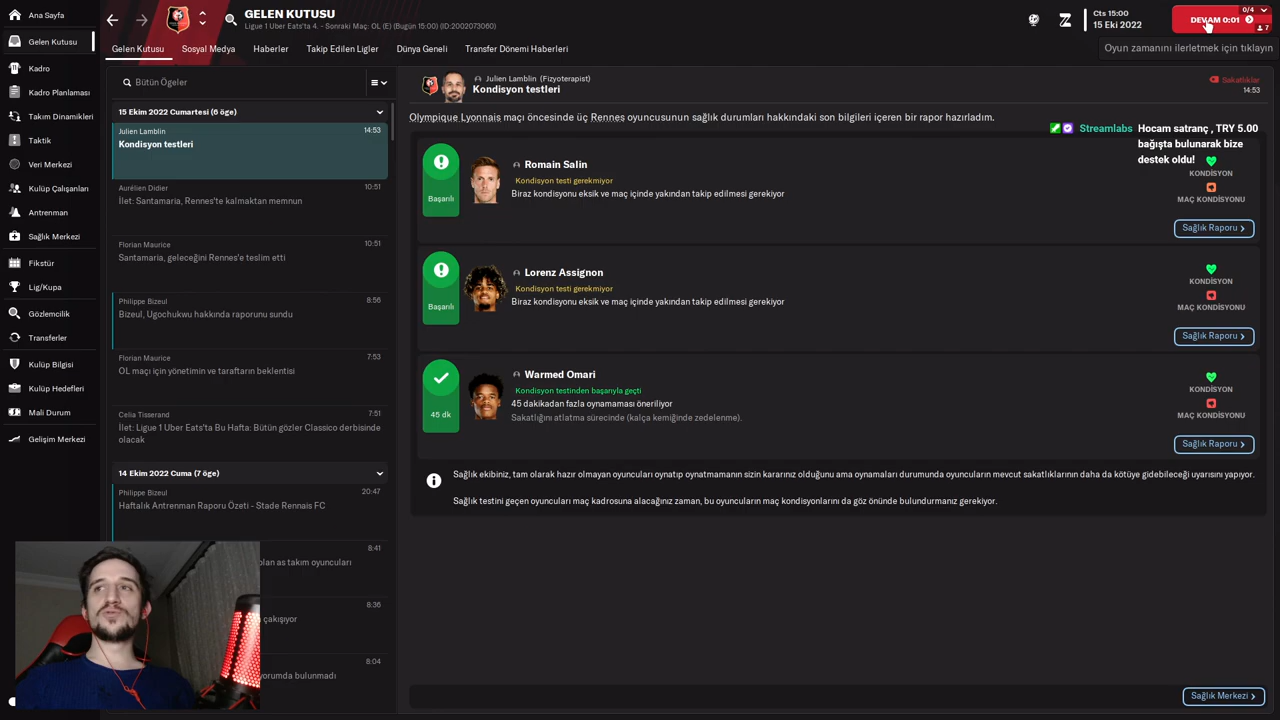 Ana Sayfa
Gelen Kutusu
Kadro
Kadro Planlaması
Takım Dinamikleri
Taktik
Veri Merkezi
Kulüp Çalışanları
Antrenman
Sağlık Merkezi
Fikstür
Lig/Kupa
Gözlemcilik
Transferler
Kulüp Bilgisi
Kulüp Hedefleri
Mali Durum
Gelişim Merkezi
GELEN KUTUSU
Ligue 1 Uber Eats'ta 4. - Sonraki Maç: OL (E) (Bugün 15:00) (ID:2002073060)
Cts 15:00
15 Eki 2022
DEVAM 0:01
0/4
7
Oyun zamanını ilerletmek için tıklayın
Gelen Kutusu
Sosyal Medya
Haberler
Takip Edilen Ligler
Dünya Geneli
Transfer Dönemi Haberleri
Bütün Ögeler
15 Ekim 2022 Cumartesi (6 öge)
Julien Lamblin 14:53
Kondisyon testleri
Aurélien Didier 10:51
İlet: Santamaria, Rennes'te kalmaktan memnun
Florian Maurice 10:51
Santamaria, geleceğini Rennes'e teslim etti
Philippe Bizeul 8:56
Bizeul, Ugochukwu hakkında raporunu sundu
Florian Maurice 7:53
OL maçı için yönetimin ve taraftarın beklentisi
Celia Tisserand 7:51
İlet: Ligue 1 Uber Eats'ta Bu Hafta: Bütün gözler Classico derbisinde
olacak
14 Ekim 2022 Cuma (7 öge)
Philippe Bizeul 20:47
Haftalık Antrenman Raporu Özeti - Stade Rennais FC
8:41
olan as takım oyuncuları
8:36
çakışıyor
8:04
yorumda bulunmadı
Julien Lamblin (Fizyoterapist)
Kondisyon testleri
Sakatlıklar
14:53
Olympique Lyonnais maçı öncesinde üç Rennes oyuncusunun sağlık durumları hakkındaki son bilgileri içeren bir rapor hazırladım.
Streamlabs Hocam satranç , TRY 5.00
bağışta bulunarak bize
destek oldu!
Başarılı
Romain Salin
Kondisyon testi gerekmiyor
Biraz kondisyonu eksik ve maç içinde yakından takip edilmesi gerekiyor
KONDİSYON
MAÇ KONDİSYONU
Sağlık Raporu
Başarılı
Lorenz Assignon
Kondisyon testi gerekmiyor
Biraz kondisyonu eksik ve maç içinde yakından takip edilmesi gerekiyor
KONDİSYON
MAÇ KONDİSYONU
Sağlık Raporu
45 dk
Warmed Omari
Kondisyon testinden başarıyla geçti
45 dakikadan fazla oynamaması öneriliyor
Sakatlığını atlatma sürecinde (kalça kemiğinde zedelenme).
KONDİSYON
MAÇ KONDİSYONU
Sağlık Raporu
Sağlık ekibiniz, tam olarak hazır olmayan oyuncuları oynatıp oynatmamanın sizin kararınız olduğunu ama oynamaları durumunda oyuncuların mevcut sakatlıklarının daha da kötüye gidebileceği uyarısını yapıyor.
Sağlık testini geçen oyuncuları maç kadrosuna alacağınız zaman, bu oyuncuların maç kondisyonlarını da göz önünde bulundurmanız gerekiyor.
Sağlık Merkezi